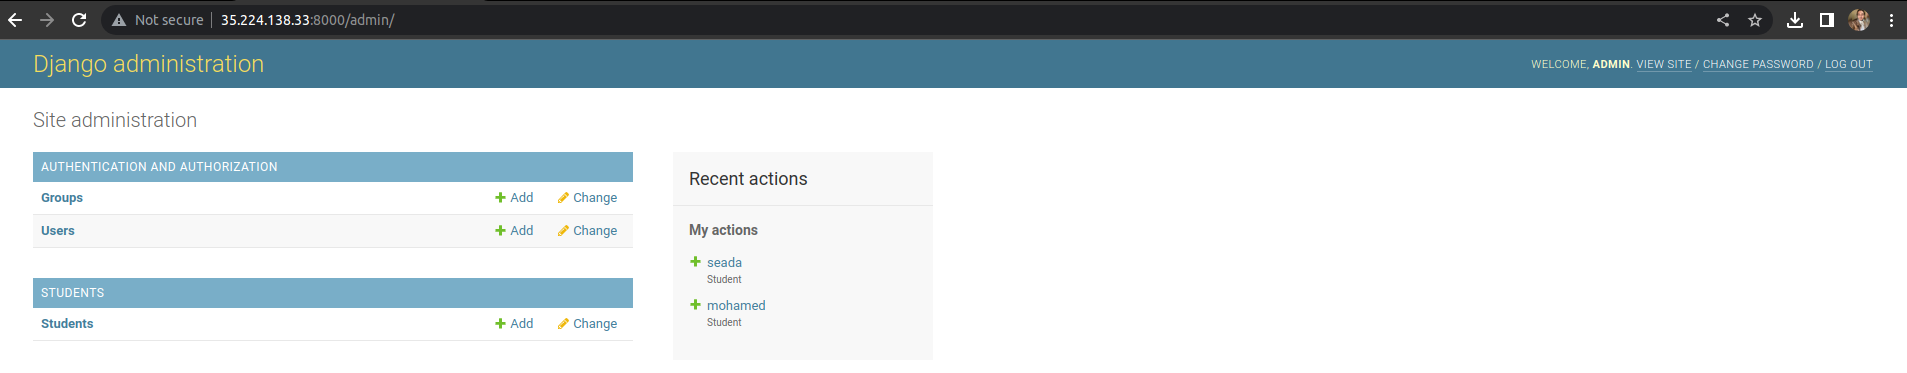 Not secure 35.224.138.33:8000/admin/
Django administration
WELCOME, ADMIN. VIEW SITE / CHANGE PASSWORD / LOG OUT
Site administration
AUTHENTICATION AND AUTHORIZATION
Groups Add Change
Users Add Change
STUDENTS
Students Add Change
Recent actions
My actions
seada
Student
mohamed
Student